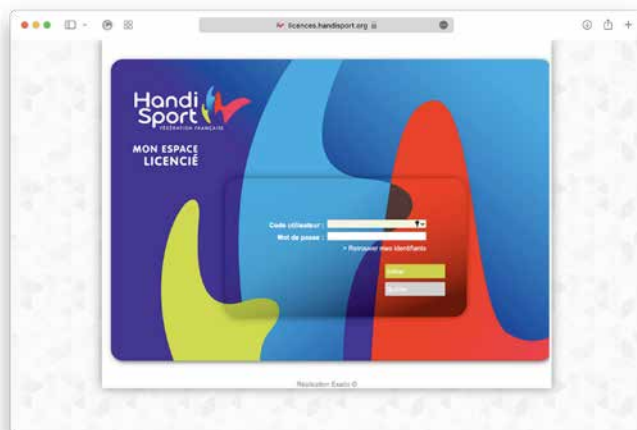 licences.handisport.org
Handi
Sport
FÉDÉRATION FRANÇAISE
MON ESPACE
LICENCIÉ
Code utilisateur :
Mot de passe :
> Retrouver mes identifiants
Entrer
Quitter
Réalisation Exalto ©